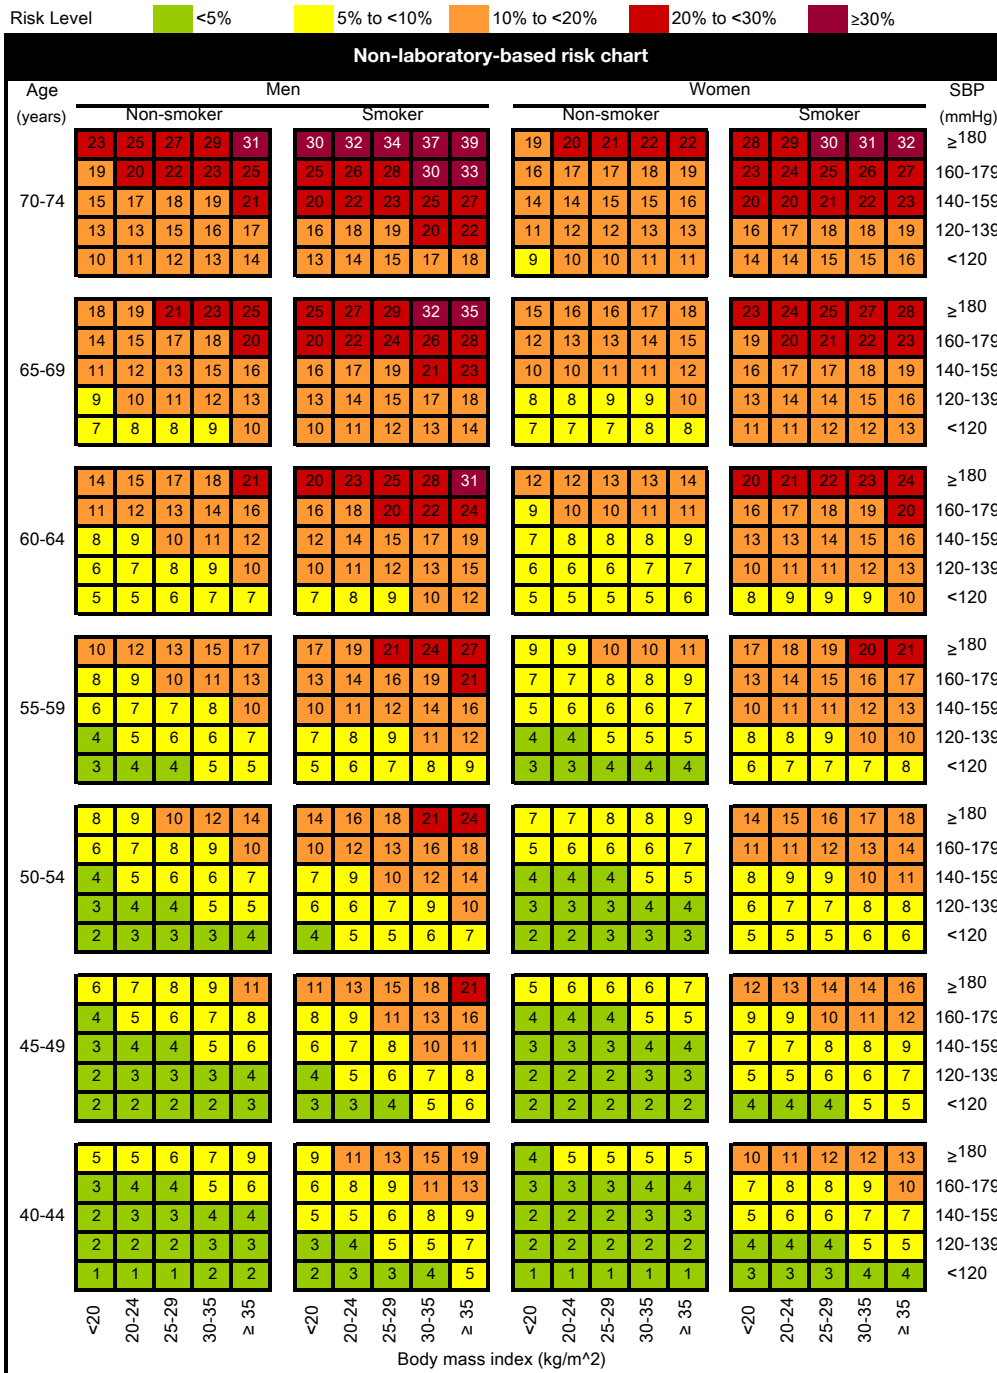 Risk Level <5% 5% to <10% 10% to <20% 20% to <30% ≥30%
Non-laboratory-based risk chart
Age Men Women SBP
(years) Non-smoker Smoker Non-smoker Smoker (mmHg)
23 25 27 29 31 30 32 34 37 39 19 20 21 22 22 28 29 30 31 32 ≥180
19 20 22 23 25 25 26 28 30 33 16 17 17 18 19 23 24 25 26 27 160-179
70-74 15 17 18 19 21 20 22 23 25 27 14 14 15 15 16 20 20 21 22 23 140-159
13 13 15 16 17 16 18 19 20 22 11 12 12 13 13 16 17 18 18 19 120-139
10 11 12 13 14 13 14 15 17 18 9 10 10 11 11 14 14 15 15 16 <120
18 19 21 23 25 25 27 29 32 35 15 16 16 17 18 23 24 25 27 28 ≥180
14 15 17 18 20 20 22 24 26 28 12 13 13 14 15 19 20 21 22 23 160-179
65-69 11 12 13 15 16 16 17 19 21 23 10 10 11 11 12 16 17 17 18 19 140-159
9 10 11 12 13 13 14 15 17 18 8 8 9 9 10 13 14 14 15 16 120-139
7 8 8 9 10 10 11 12 13 14 7 7 7 8 8 11 11 12 12 13 <120
14 15 17 18 21 20 23 25 28 31 12 12 13 13 14 20 21 22 23 24 ≥180
11 12 13 14 16 16 18 20 22 24 9 10 10 11 11 16 17 18 19 20 160-179
60-64 8 9 10 11 12 12 14 15 17 19 7 8 8 8 9 13 13 14 15 16 140-159
6 7 8 9 10 10 11 12 13 15 6 6 6 7 7 10 11 11 12 13 120-139
5 5 6 7 7 7 8 9 10 12 5 5 5 5 6 8 9 9 9 10 <120
10 12 13 15 17 17 19 21 24 27 9 9 10 10 11 17 18 19 20 21 ≥180
8 9 10 11 13 13 14 16 19 21 7 7 8 8 9 13 14 15 16 17 160-179
55-59 6 7 7 8 10 10 11 12 14 16 5 6 6 6 7 10 11 11 12 13 140-159
4 5 6 6 7 7 8 9 11 12 4 4 5 5 5 8 8 9 10 10 120-139
3 4 4 5 5 5 6 7 8 9 3 3 4 4 4 6 7 7 7 8 <120
8 9 10 12 14 14 16 18 21 24 7 7 8 8 9 14 15 16 17 18 ≥180
6 7 8 9 10 10 12 13 16 18 5 6 6 6 7 11 11 12 13 14 160-179
50-54 4 5 6 6 7 7 9 10 12 14 4 4 4 5 5 8 9 9 10 11 140-159
3 4 4 5 5 6 6 7 9 10 3 3 3 4 4 6 7 7 8 8 120-139
2 3 3 3 4 4 5 5 6 7 2 2 3 3 3 5 5 5 6 6 <120
6 7 8 9 11 11 13 15 18 21 5 6 6 6 7 12 13 14 14 16 ≥180
4 5 6 7 8 8 9 11 13 16 4 4 4 5 5 9 9 10 11 12 160-179
45-49 3 4 4 5 6 6 7 8 10 11 3 3 3 4 4 7 7 8 8 9 140-159
2 3 3 3 4 4 5 6 7 8 2 2 2 3 3 5 5 6 6 7 120-139
2 2 2 2 3 3 3 4 5 6 2 2 2 2 2 4 4 4 5 5 <120
5 5 6 7 9 9 11 13 15 19 4 5 5 5 5 10 11 12 12 13 ≥180
3 4 4 5 6 6 8 9 11 13 3 3 3 4 4 7 8 8 9 10 160-179
40-44 2 3 3 4 4 5 5 6 8 9 2 2 2 3 3 5 6 6 7 7 140-159
2 2 2 3 3 3 4 5 5 7 2 2 2 2 2 4 4 4 5 5 120-139
1 1 1 2 2 2 3 3 4 5 1 1 1 1 1 3 3 3 4 4 <120
<20 20-24 25-29 30-35 ≥ 35 <20 20-24 25-29 30-35 ≥ 35 <20 20-24 25-29 30-35 ≥ 35 <20 20-24 25-29 30-35 ≥ 35
Body mass index (kg/m^2)